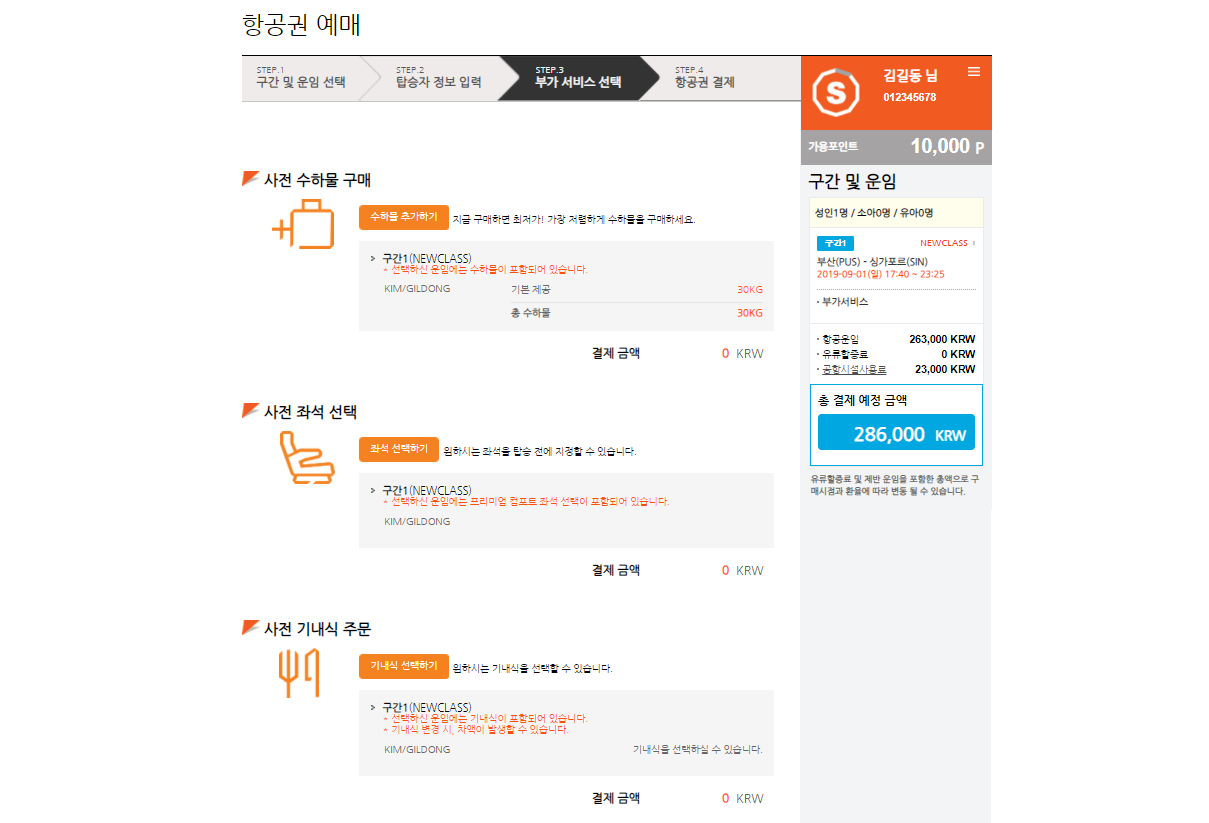 항공권 예매
STEP.1
구간 및 운임 선택
STEP.2
탑승자 정보 입력
STEP.3
부가 서비스 선택
STEP.4
항공권 결제
S
김길동 님
012345678
가용포인트 10,000 P
구간 및 운임
성인1명 / 소아0명 / 유아0명
구간1 NEWCLASS
부산(PUS) - 싱가포르(SIN)
2019-09-01(일) 17:40 ~ 23:25
· 부가서비스
· 항공운임 263,000 KRW
· 유류할증료 0 KRW
· 공항시설사용료 23,000 KRW
총 결제 예정 금액
286,000 KRW
유류할증료 및 제반 운임을 포함한 총액으로 구
매시점과 환율에 따라 변동 될 수 있습니다.
사전 수하물 구매
수하물 추가하기 지금 구매하면 최저가! 가장 저렴하게 수하물을 구매하세요.
구간1(NEWCLASS)
* 선택하신 운임에는 수하물이 포함되어 있습니다.
KIM/GILDONG 기본 제공 30KG
총 수하물 30KG
결제 금액 0 KRW
사전 좌석 선택
좌석 선택하기 원하시는 좌석을 탑승 전에 지정할 수 있습니다.
구간1(NEWCLASS)
* 선택하신 운임에는 프리미엄 컴포트 좌석 선택이 포함되어 있습니다.
KIM/GILDONG
결제 금액 0 KRW
사전 기내식 주문
기내식 선택하기 원하시는 기내식을 선택할 수 있습니다.
구간1(NEWCLASS)
* 선택하신 운임에는 기내식이 포함되어 있습니다.
* 기내식 변경 시, 차액이 발생할 수 있습니다.
KIM/GILDONG 기내식을 선택하실 수 있습니다.
결제 금액 0 KRW